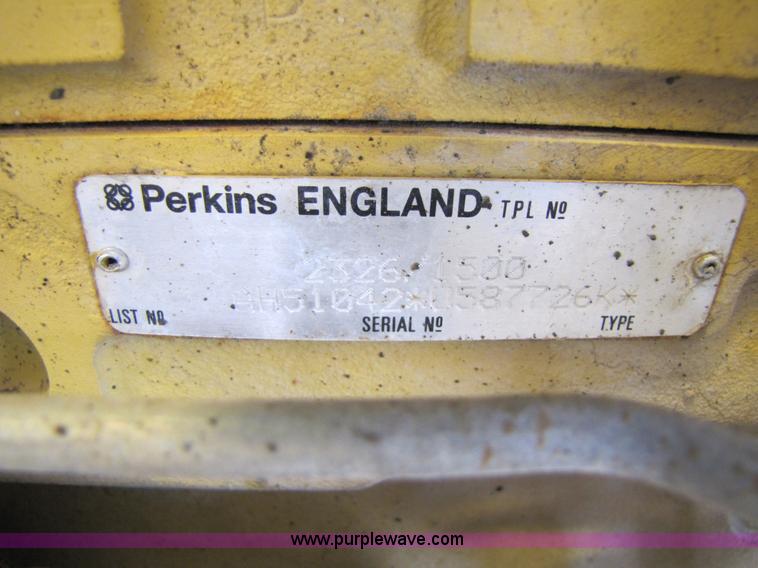 Perkins ENGLAND TPL Nº
2326/1500
AH51042*U587726K*
LIST Nº SERIAL Nº TYPE
www.purplewave.com